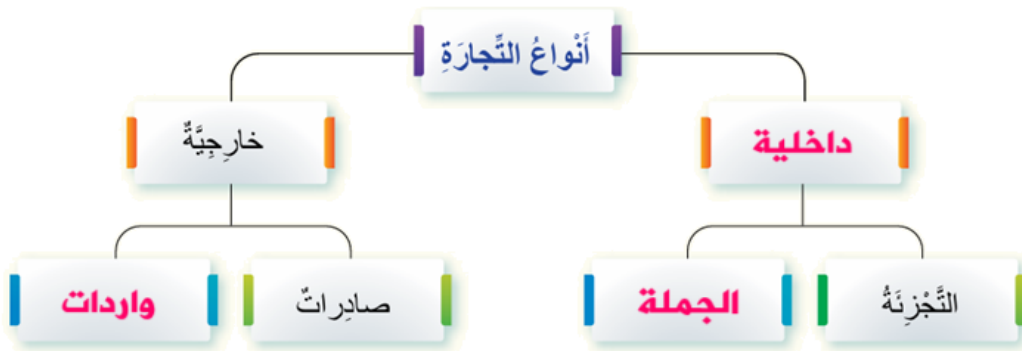 أَنْواعُ التِّجارَةِ
داخلية
خارِجِيَّةٌ
التَّجْزِئَةُ
الجملة
صادِراتٌ
واردات